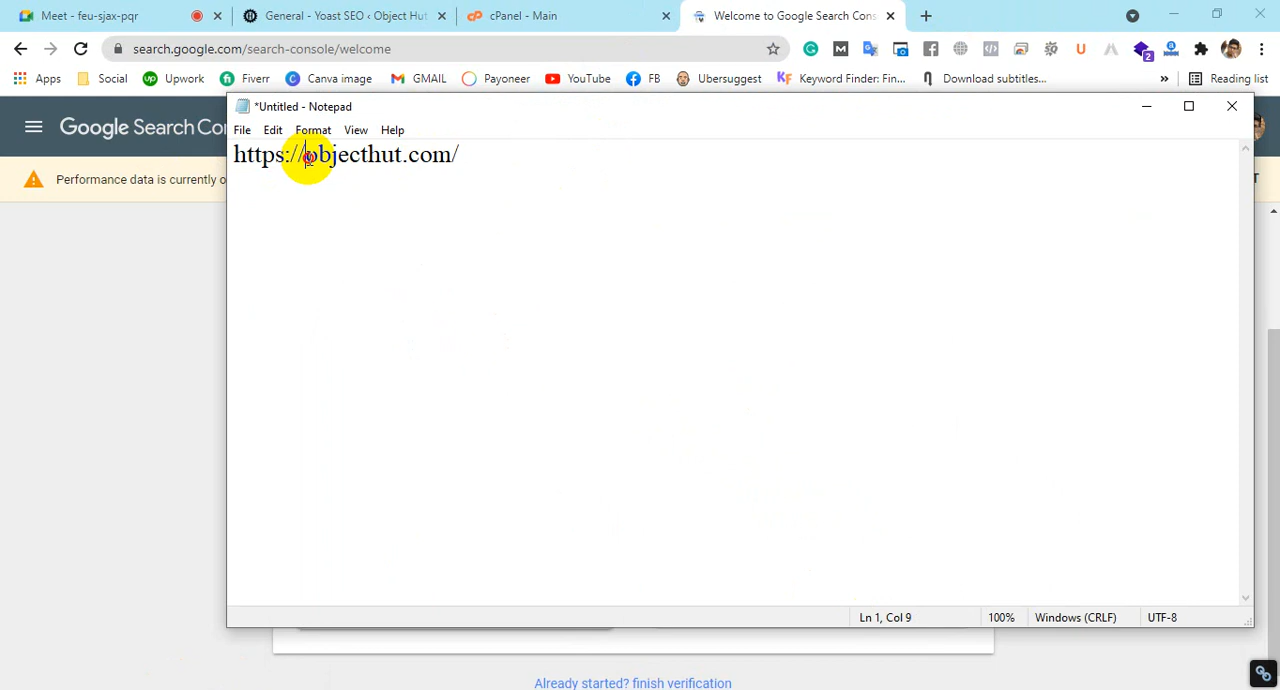 Meet - feu-sjax-pqr
General - Yoast SEO ‹ Object Hut
cPanel - Main
Welcome to Google Search Cons
search.google.com/search-console/welcome
Apps Social Upwork Fiverr Canva image GMAIL Payoneer YouTube FB Ubersuggest Keyword Finder: Fin... Download subtitles... » Reading list
Google Search Con
*Untitled - Notepad
File Edit Format View Help
https://objecthut.com/
Performance data is currently o
T
Ln 1, Col 9 100% Windows (CRLF) UTF-8
Already started? finish verification